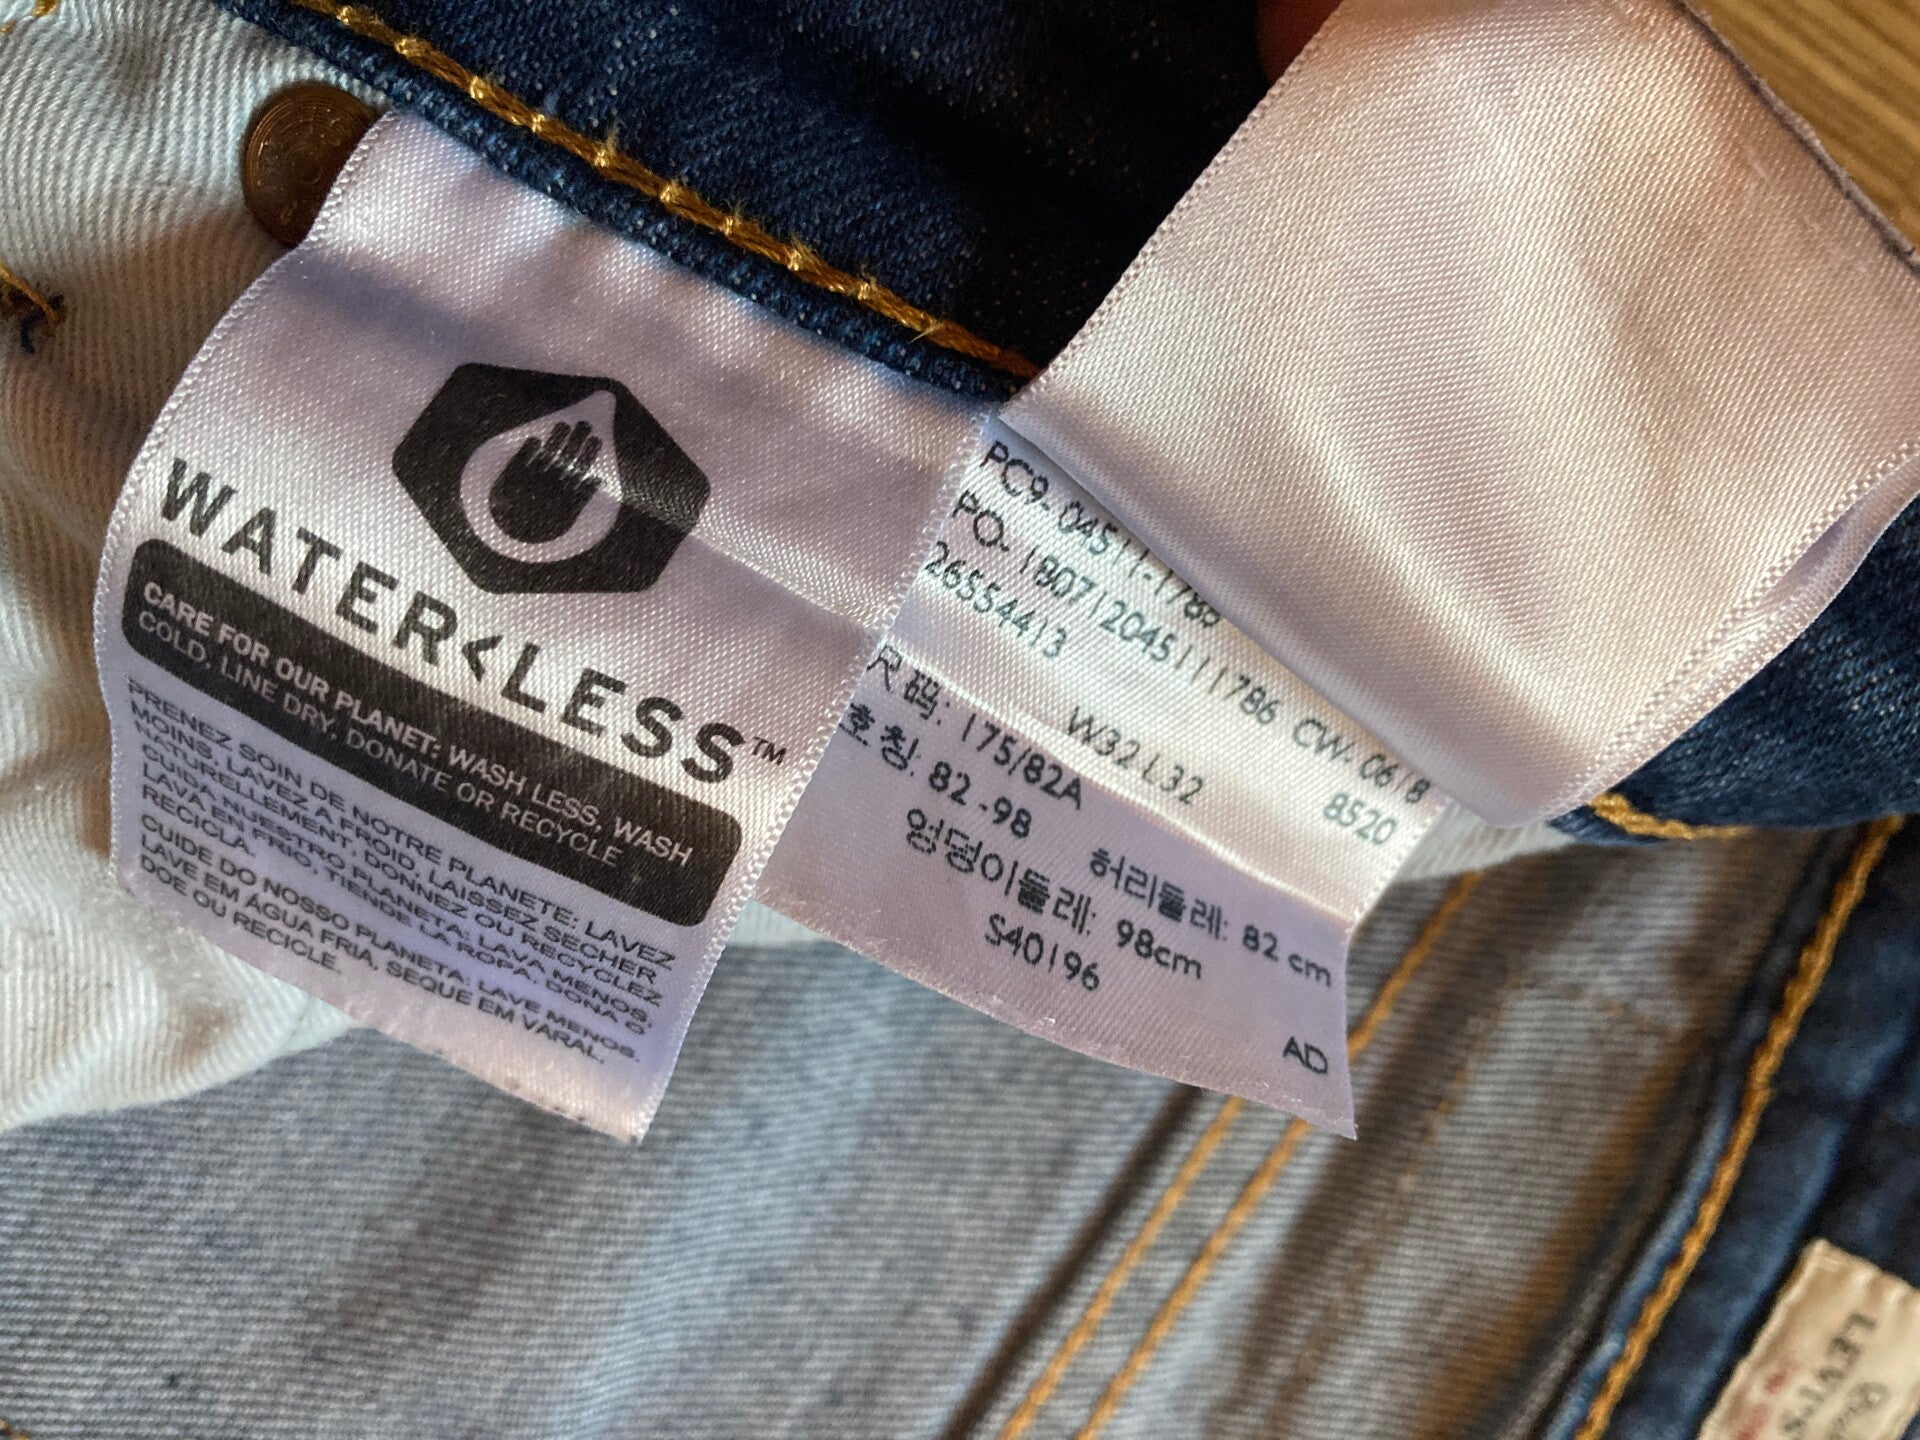 WATER<LESS™
CARE FOR OUR PLANET: WASH LESS, WASH
COLD, LINE DRY, DONATE OR RECYCLE
PRENEZ SOIN DE NOTRE PLANETE: LAVEZ
MOINS, LAVEZ A FROID, LAISSEZ SECHER
NATURELLEMENT, DONNEZ OU RECYCLEZ
CUIDA NUESTRO PLANETA: LAVA MENOS,
LAVA EN FRIO, TIENDE LA ROPA, DONA O
RECICLA.
CUIDE DO NOSSO PLANETA: LAVE MENOS.
LAVE EM ÁGUA FRIA, SEQUE EM VARAL.
DOE OU RECICLE.
PC9- 04511-1786
PO- 1807120451111786 CW- 0618
26554413 8520
W32 L32
尺码: 175/82A
호칭: 82 -98 허리둘레: 82 cm
엉덩이둘레: 98cm
S40196
AD
LEVI'S